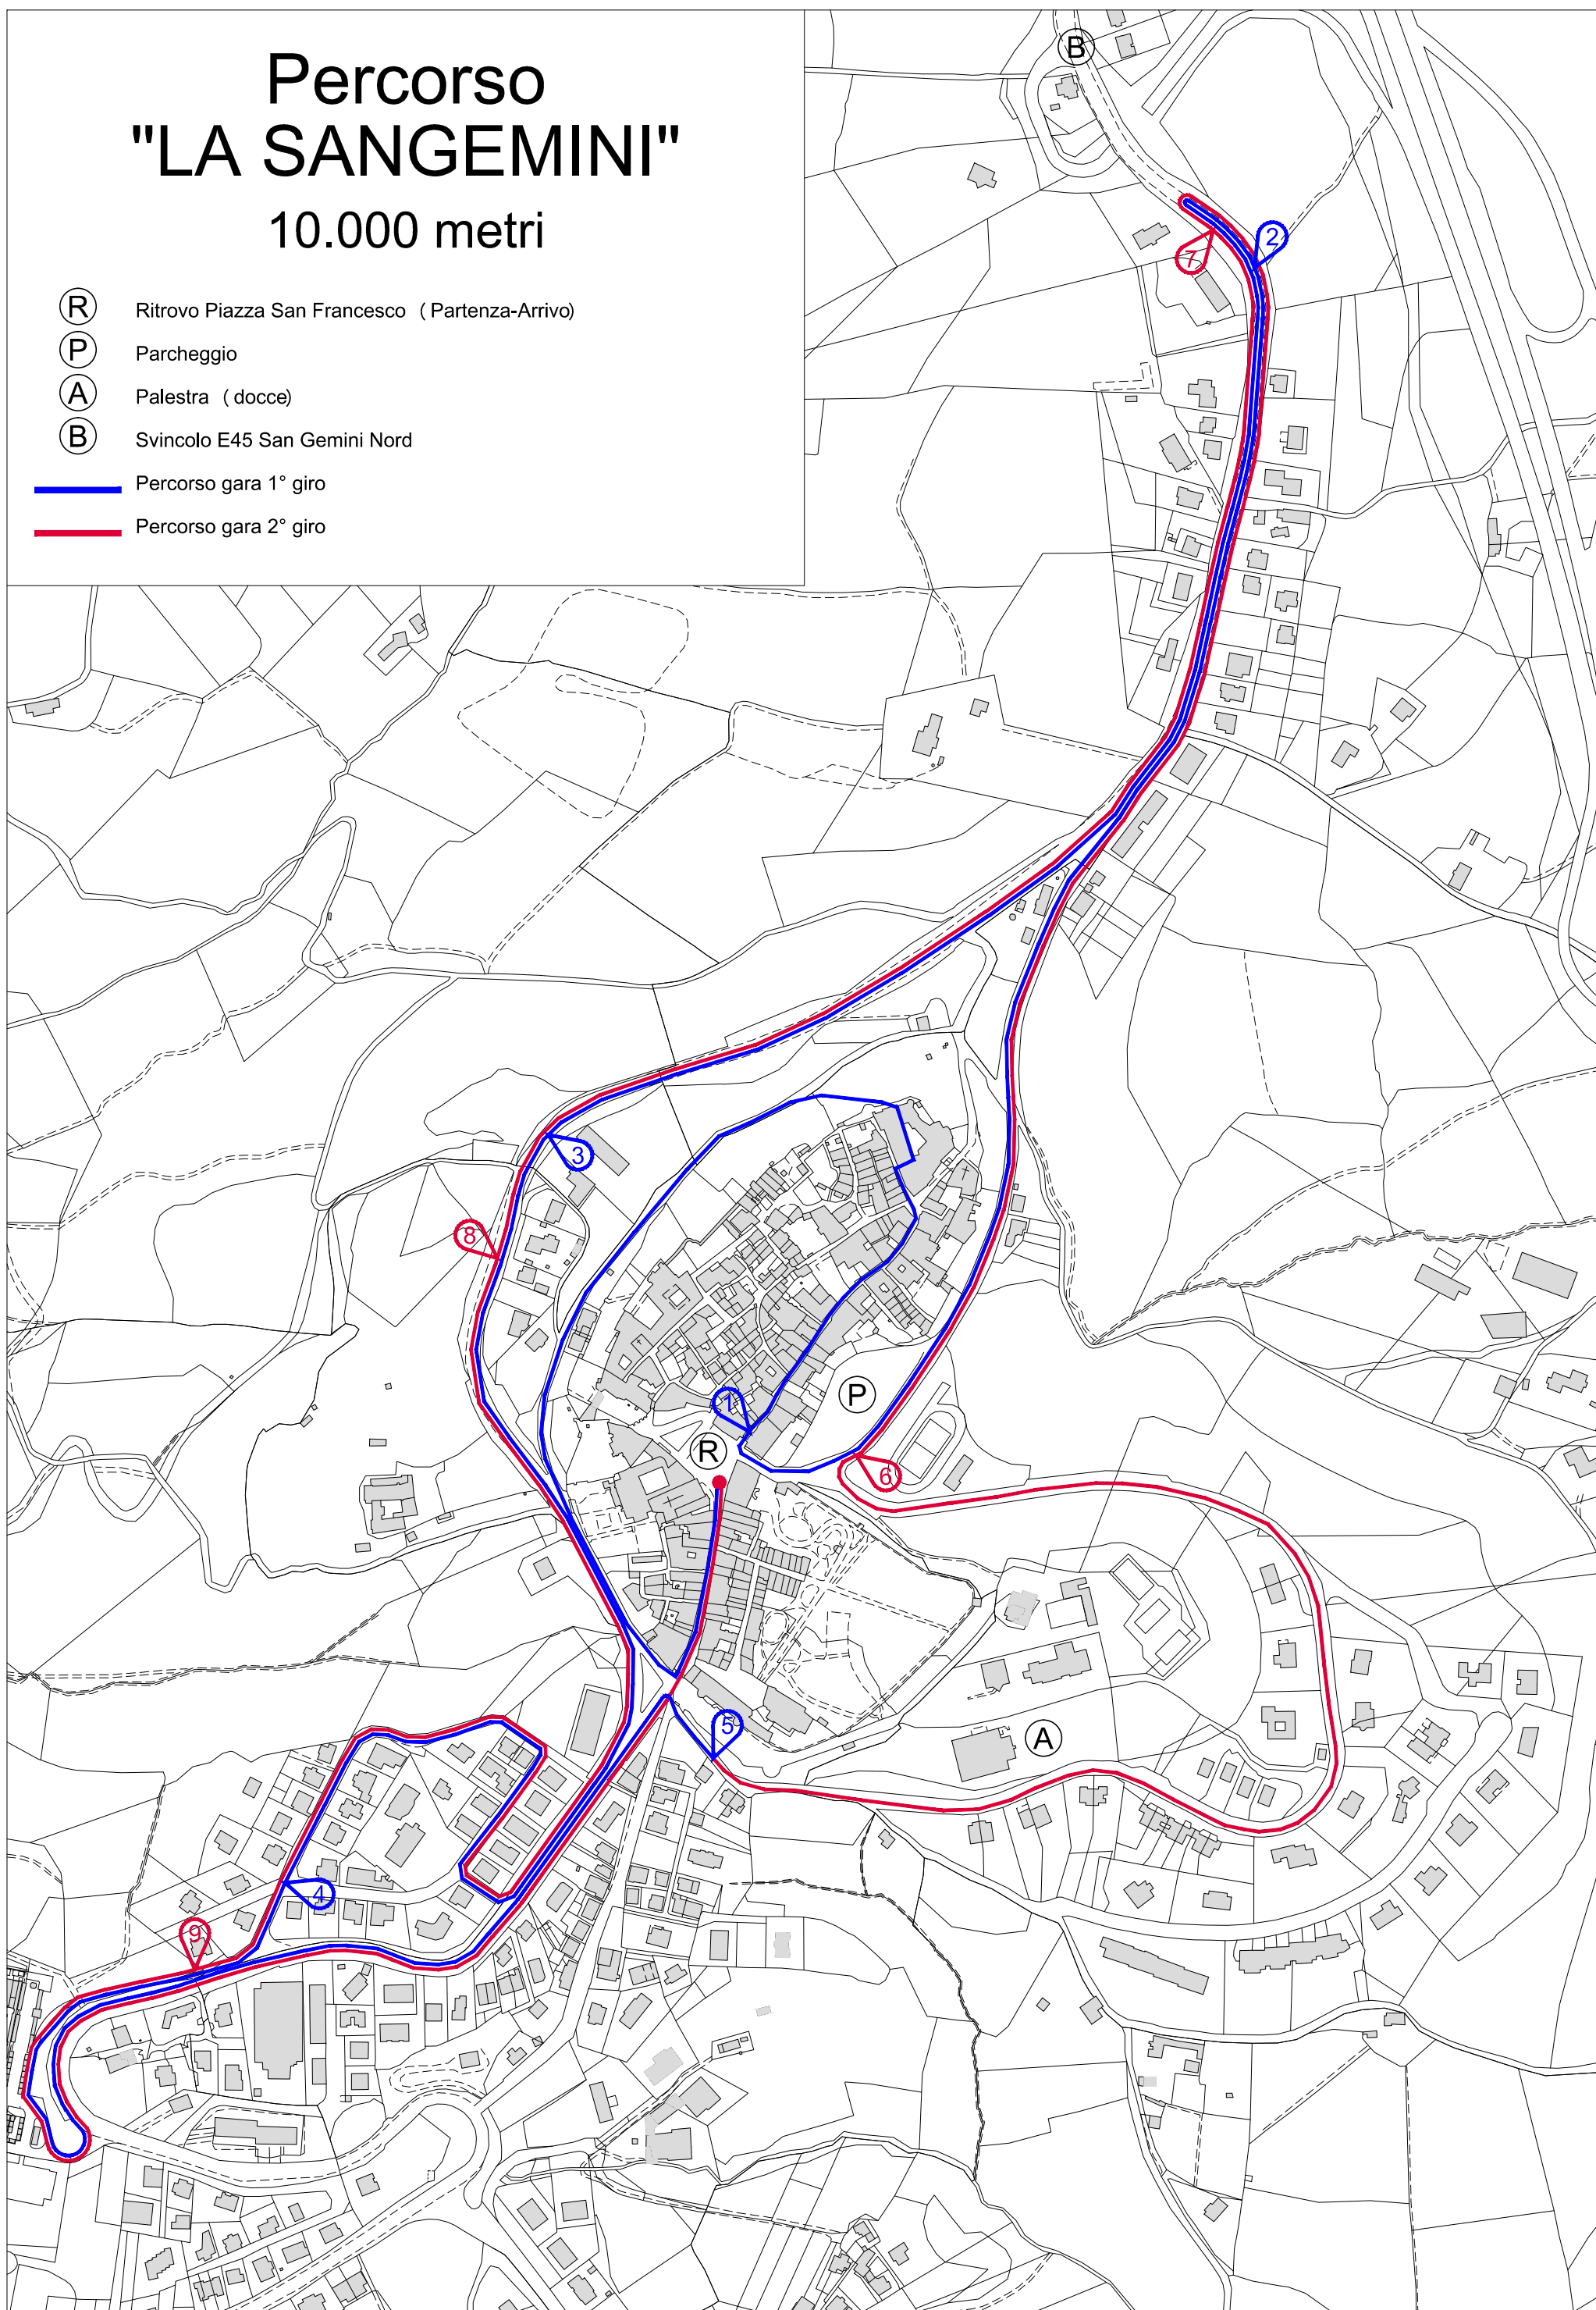 Percorso
"LA SANGEMINI"
10.000 metri
R Ritrovo Piazza San Francesco ( Partenza-Arrivo)
P Parcheggio
A Palestra ( docce)
B Svincolo E45 San Gemini Nord
Percorso gara 1° giro
Percorso gara 2° giro
B
2
7
3
8
P
1
R
6
5
A
4
9